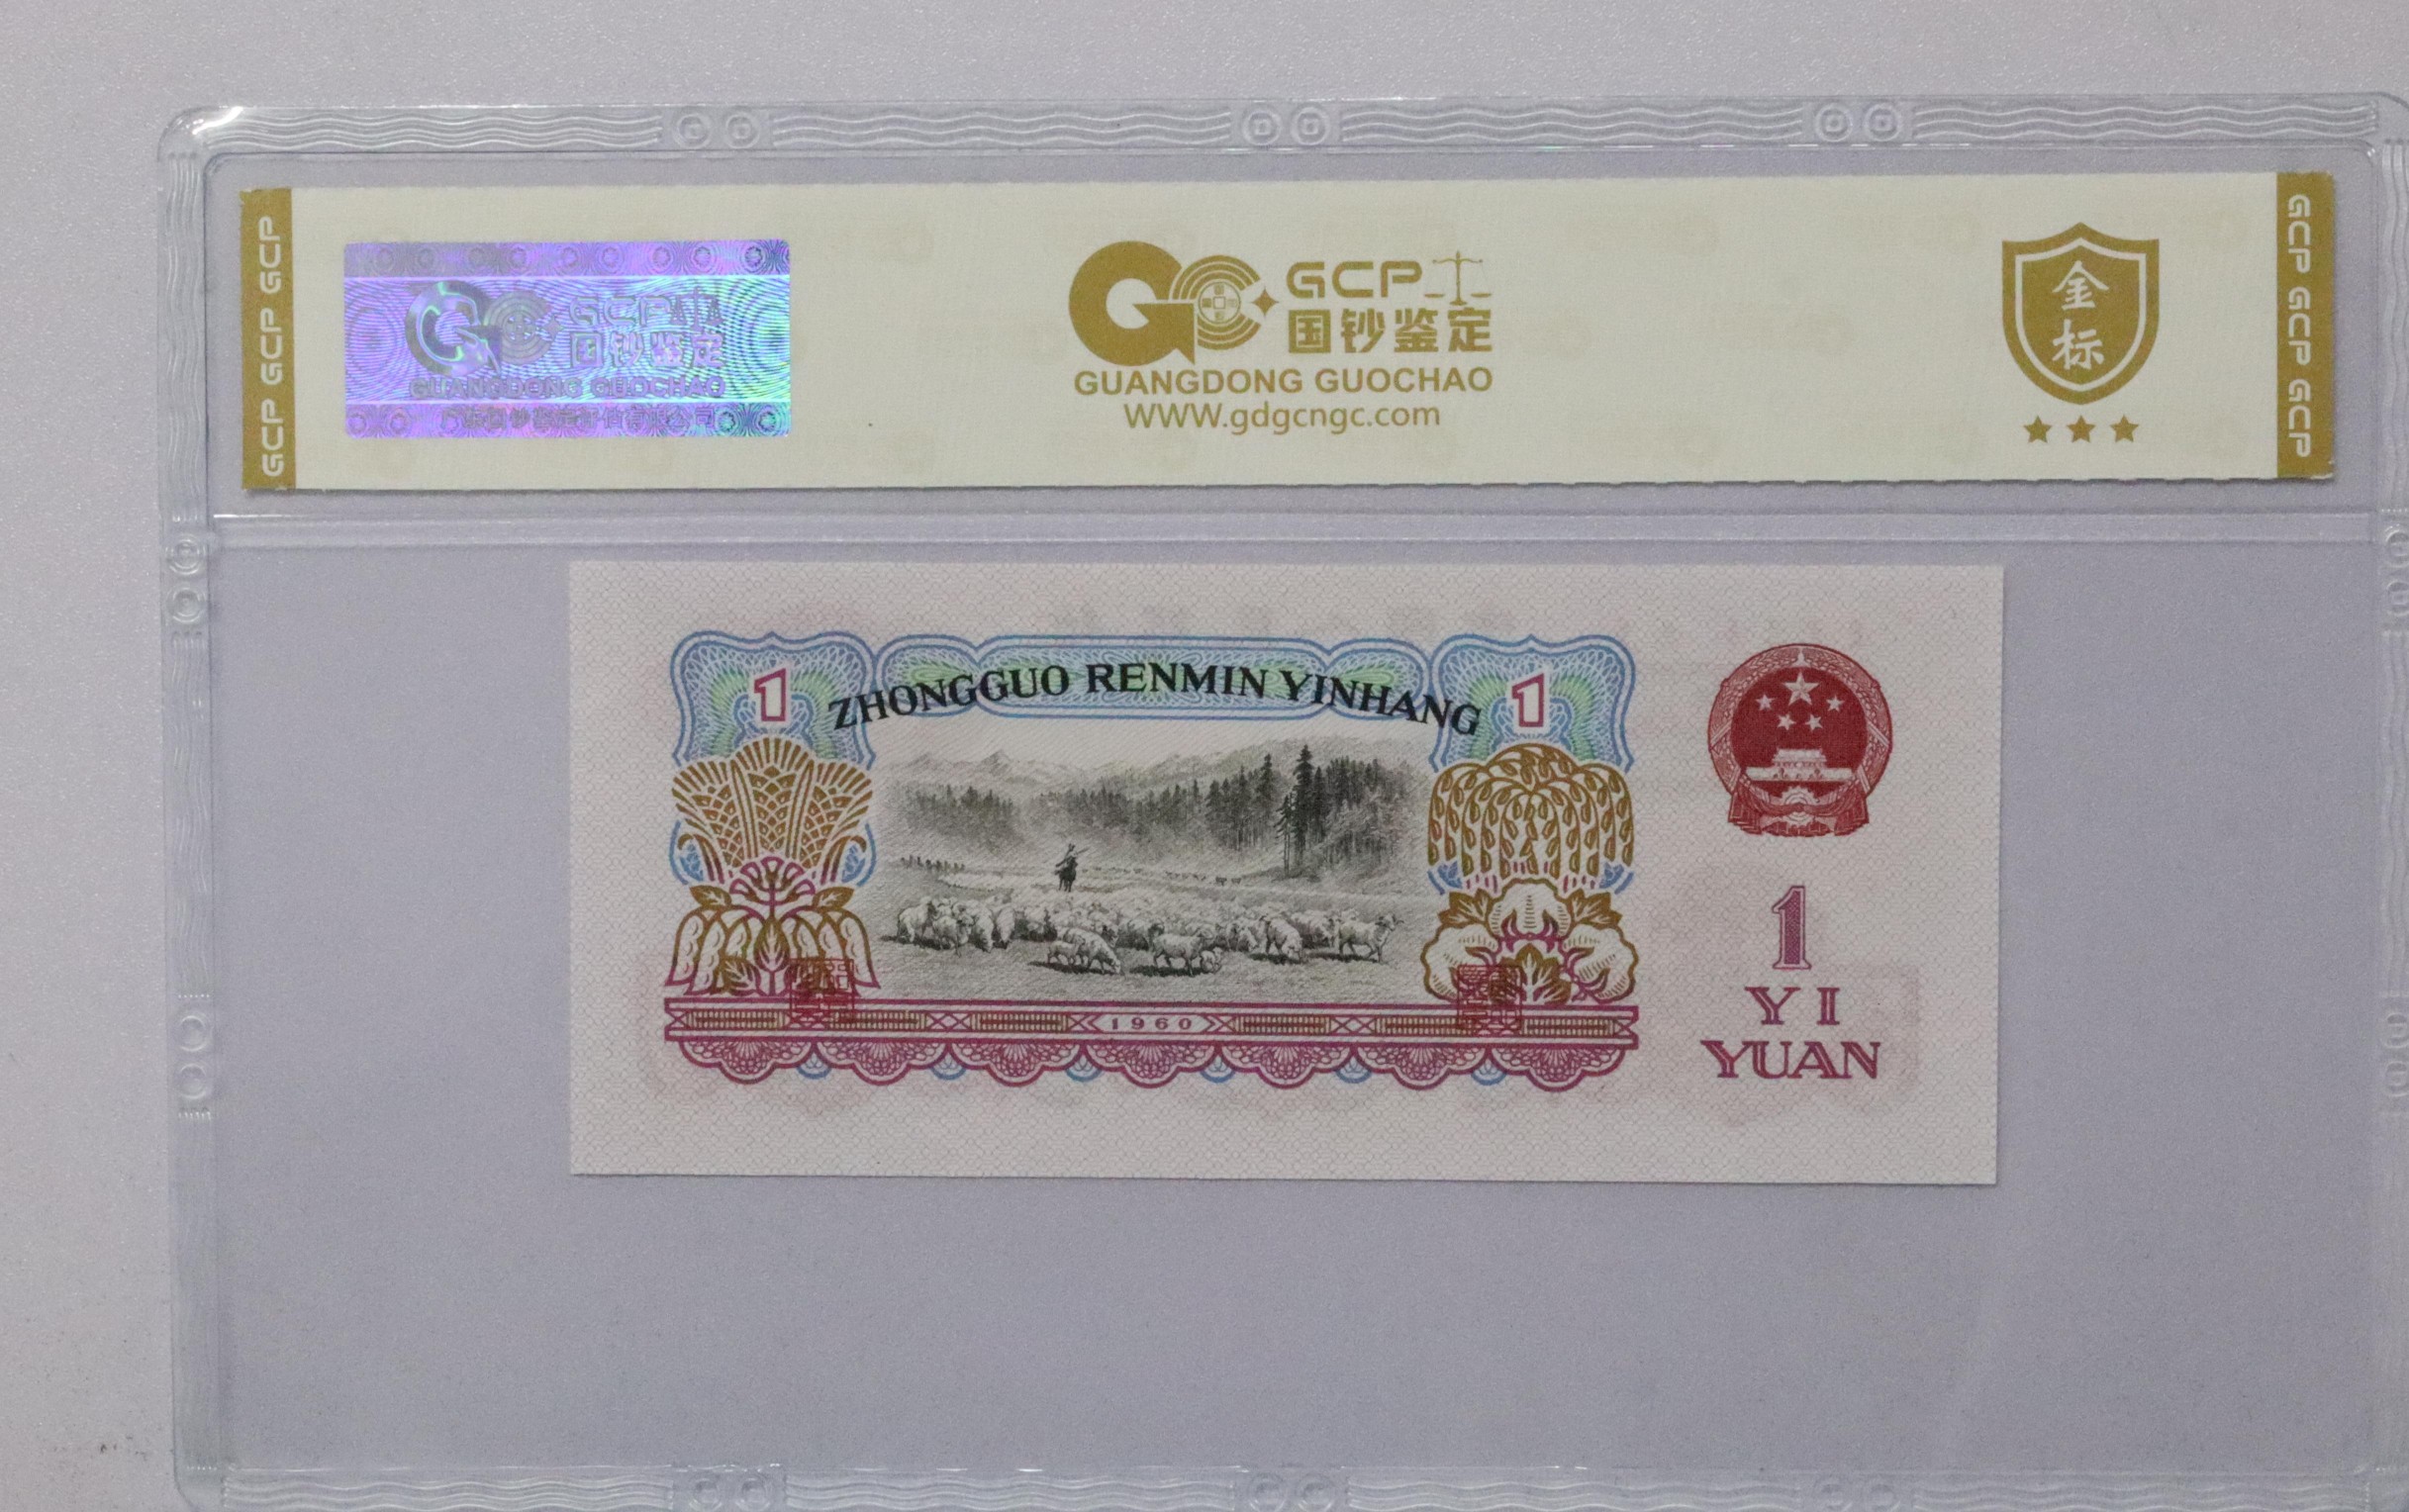 GCP GCP GCP
GCP
国钞鉴定
GUANGDONG GUOCHAO
GCP
国钞鉴定
GUANGDONG GUOCHAO
WWW.gdgcngc.com
金
标
GCP GCP GCP
1
ZHONGGUO RENMIN YINHANG
1
1960
1
YI
YUAN